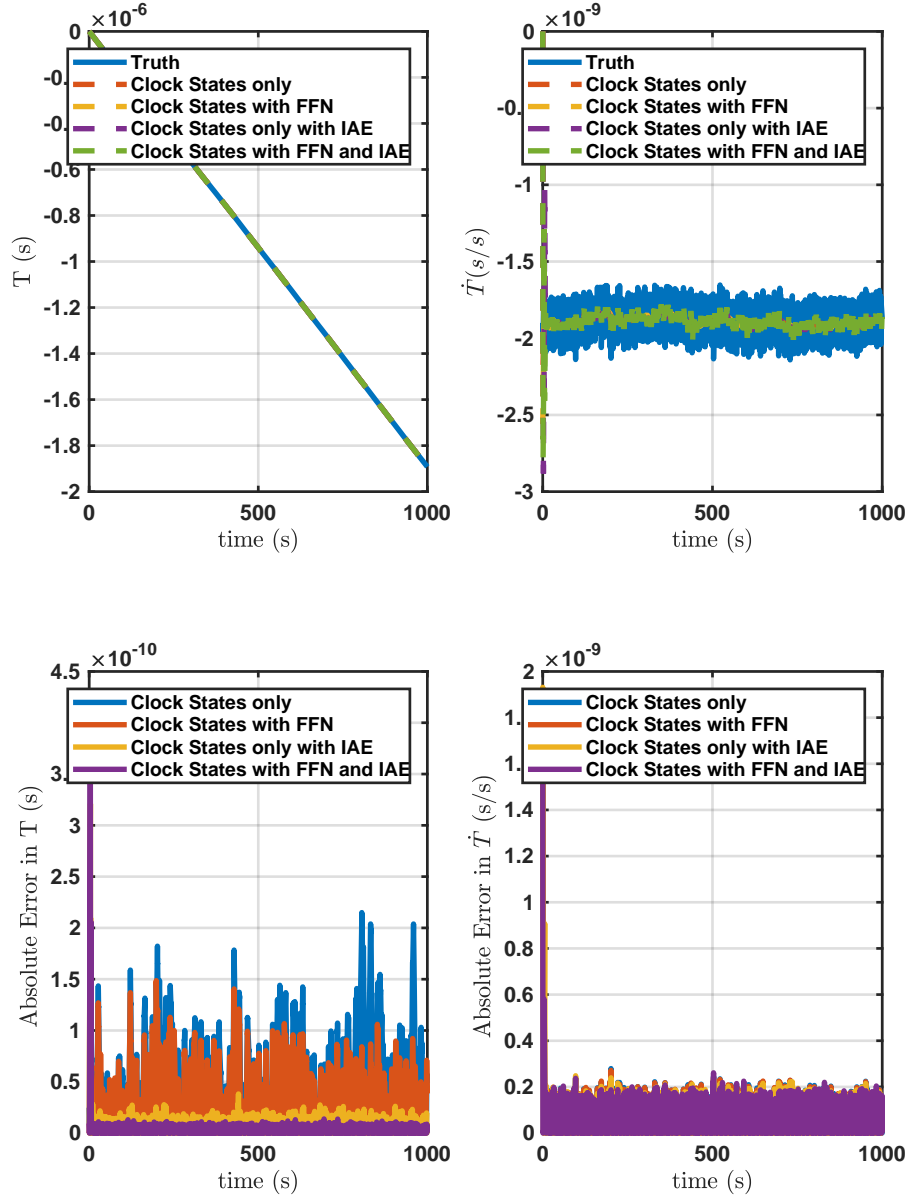 ×10^-6
0
Truth
Clock States only
Clock States with FFN
Clock States only with IAE
Clock States with FFN and IAE
-0.6
-0.8
-1
-1.2
-1.4
-1.6
-1.8
-2
T (s)
0 500 1000
time (s)
×10^-9
0
Truth
Clock States only
Clock States with FFN
Clock States only with IAE
Clock States with FFN and IAE
-1
-1.5
-2
-2.5
-3
Ṫ(s/s)
0 500 1000
time (s)
×10^-10
4.5
Clock States only
Clock States with FFN
Clock States only with IAE
Clock States with FFN and IAE
3
2.5
2
1.5
1
0.5
0
Absolute Error in T (s)
0 500 1000
time (s)
×10^-9
2
Clock States only
Clock States with FFN
Clock States only with IAE
Clock States with FFN and IAE
1.4
1.2
1
0.8
0.6
0.4
0.2
0
Absolute Error in Ṫ (s/s)
0 500 1000
time (s)